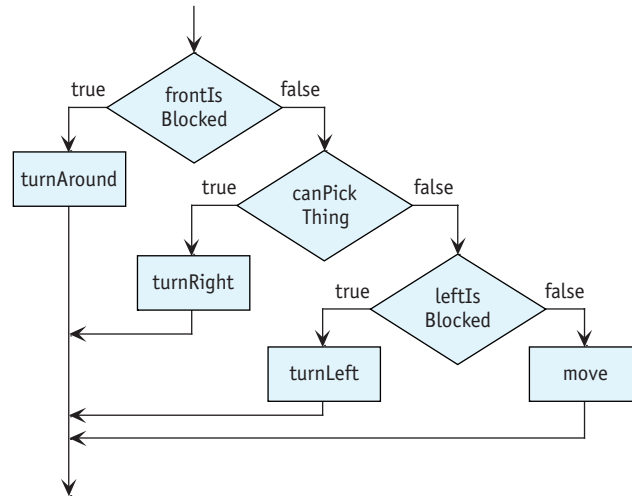 true
frontIs
Blocked
false
turnAround
true
canPick
Thing
false
turnRight
true
leftIs
Blocked
false
turnLeft
move